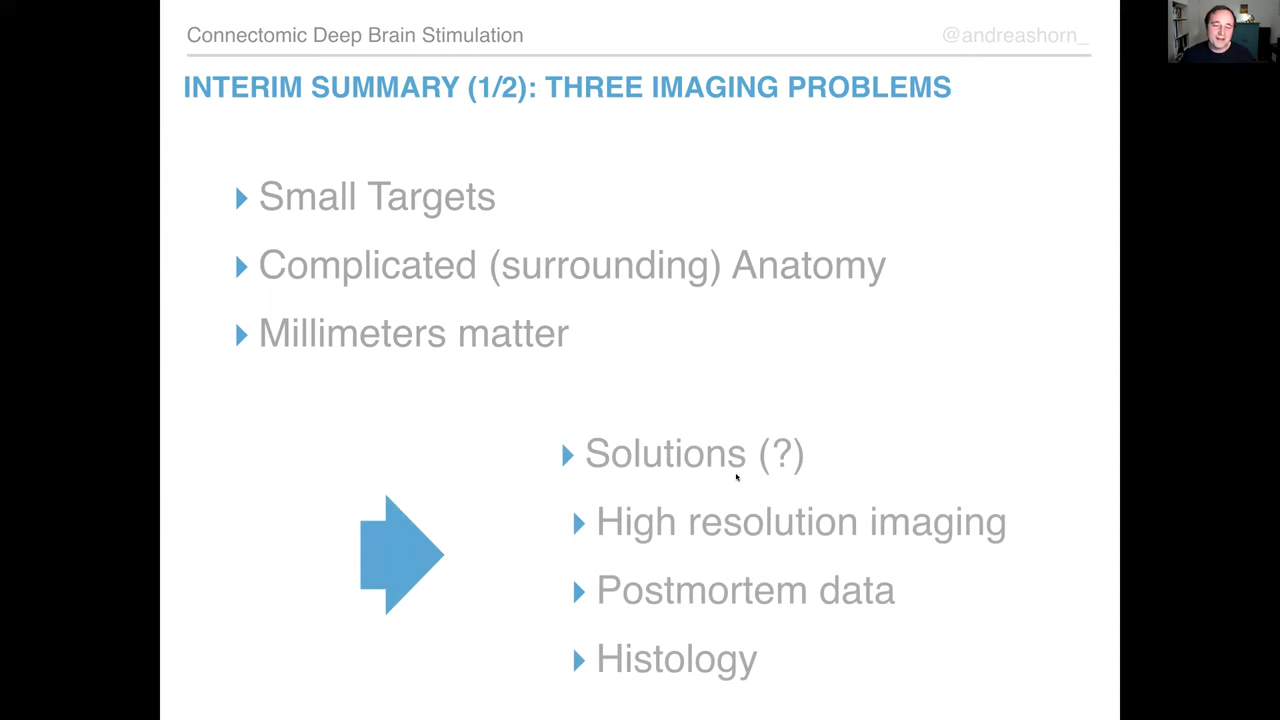 Connectomic Deep Brain Stimulation
@andreashorn_
INTERIM SUMMARY (1/2): THREE IMAGING PROBLEMS
Small Targets
Complicated (surrounding) Anatomy
Millimeters matter
Solutions (?)
High resolution imaging
Postmortem data
Histology